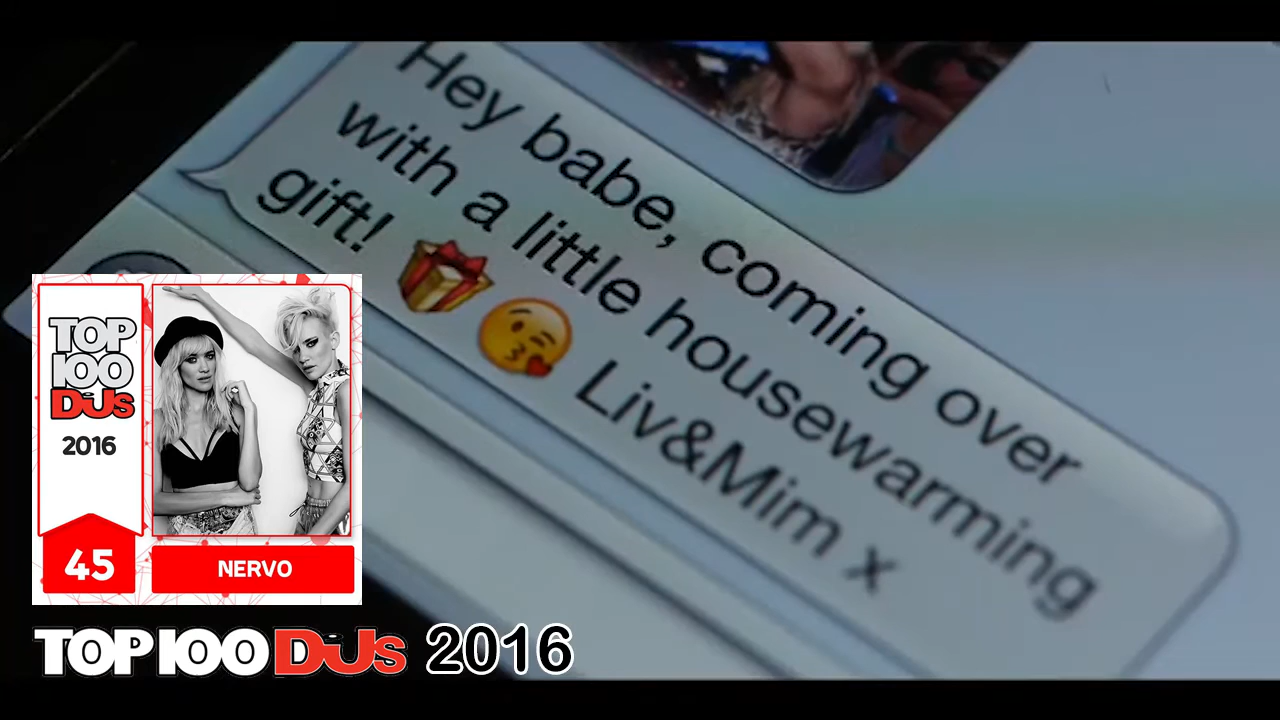 Hey babe, coming over
with a little housewarming
gift! 🎁😘 Liv&Mim x
TOP
100
DJs
2016
45
NERVO
TOP 100 DJs 2016